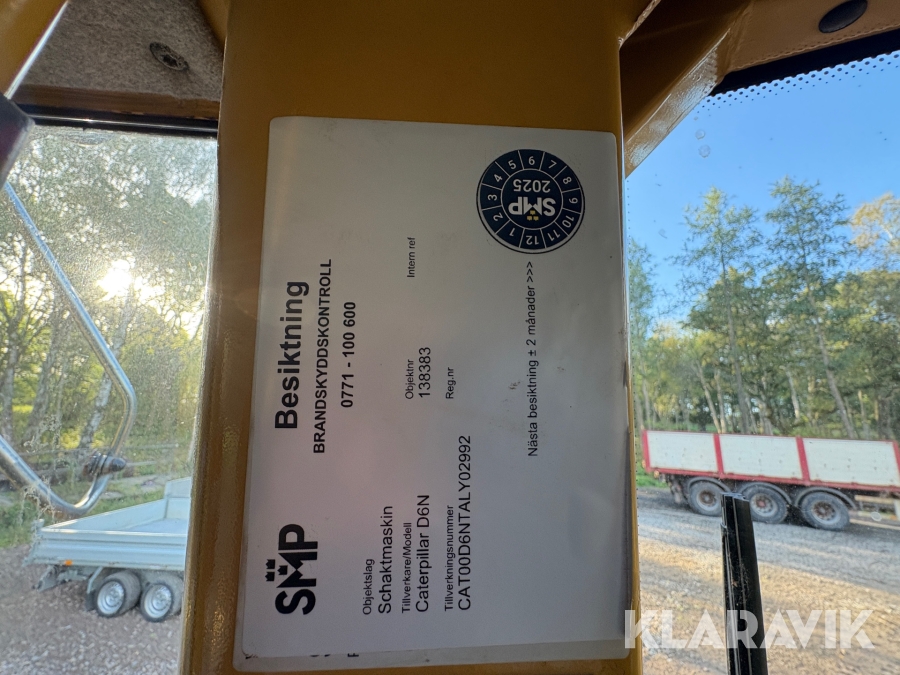 SMP
Besiktning
BRANDSKYDDSKONTROLL
0771 - 100 600
Objektslag
Schaktmaskin
Tillverkare/Modell
Caterpillar D6N
Objektnr
138383
Intern ref
Tillverkningsnummer
CAT00D6NTALY02992
Reg.nr
Nästa besiktning ± 2 månader >>>
1 2 3 4 5 6 7 8 9 10 11 12
2025
SMP
KLARAVIK